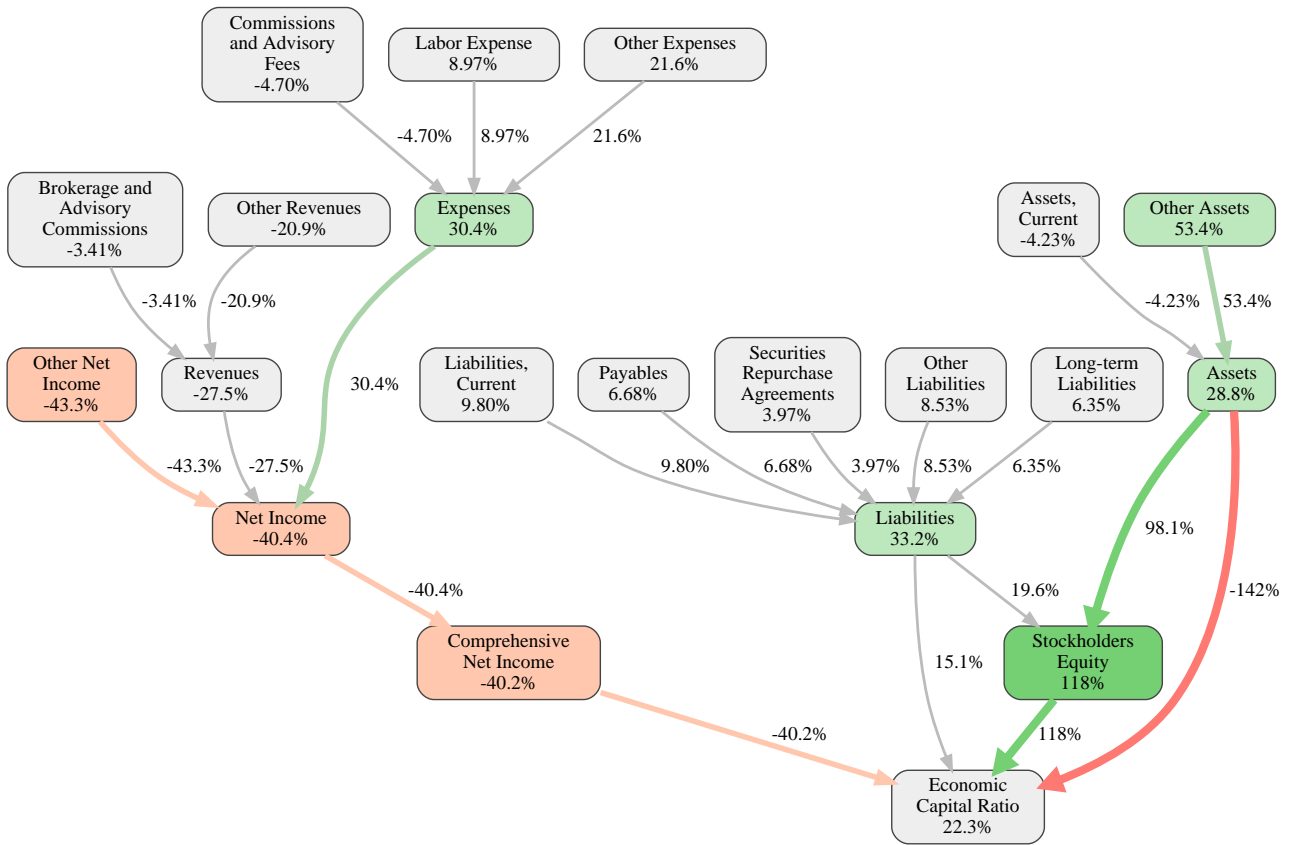 Commissions
and Advisory
Fees
-4.70%
Labor Expense
8.97%
Other Expenses
21.6%
-4.70%
8.97%
21.6%
Brokerage and
Advisory
Commissions
-3.41%
Other Revenues
-20.9%
Expenses
30.4%
Assets,
Current
-4.23%
Other Assets
53.4%
-3.41%
-20.9%
-4.23%
53.4%
Other Net
Income
-43.3%
Revenues
-27.5%
30.4%
Liabilities,
Current
9.80%
Payables
6.68%
Securities
Repurchase
Agreements
3.97%
Other
Liabilities
8.53%
Long-term
Liabilities
6.35%
Assets
28.8%
-43.3%
-27.5%
9.80%
6.68%
3.97%
8.53%
6.35%
Net Income
-40.4%
Liabilities
33.2%
98.1%
-40.4%
19.6%
-142%
Comprehensive
Net Income
-40.2%
15.1%
Stockholders
Equity
118%
-40.2%
118%
Economic
Capital Ratio
22.3%